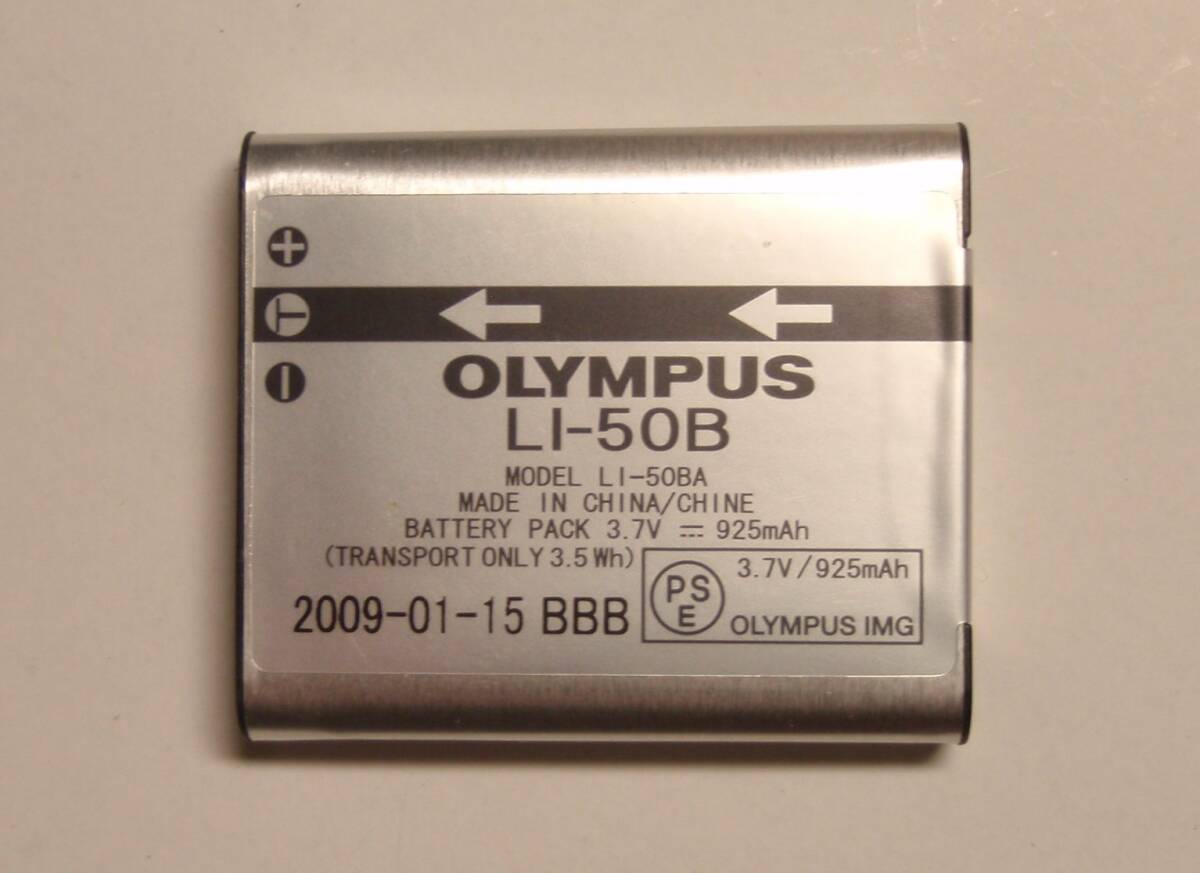 +
T
-
OLYMPUS
LI-50B
MODEL LI-50BA
MADE IN CHINA/CHINE
BATTERY PACK 3.7V ⎓ 925mAh
(TRANSPORT ONLY 3.5 Wh)
2009-01-15 BBB
PS
E
3.7V/925mAh
OLYMPUS IMG